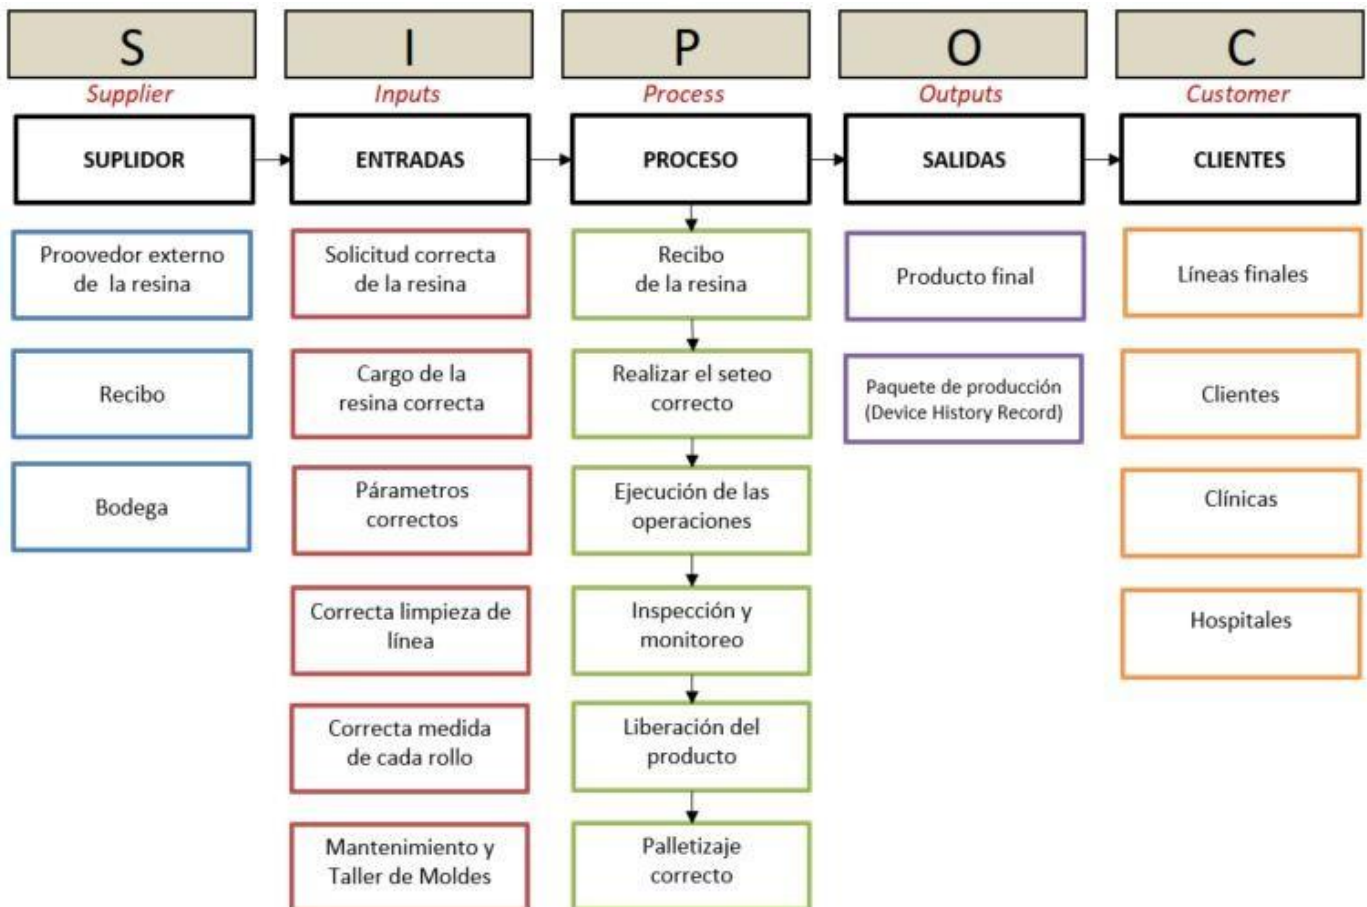 S
I
P
O
C
Supplier
Inputs
Process
Outputs
Customer
SUPLIDOR
ENTRADAS
PROCESO
SALIDAS
CLIENTES
Proovedor externo
de la resina
Recibo
Bodega
Solicitud correcta
de la resina
Cargo de la
resina correcta
Párametros
correctos
Correcta limpieza de
línea
Correcta medida
de cada rollo
Mantenimiento y
Taller de Moldes
Recibo
de la resina
Realizar el seteo
correcto
Ejecución de las
operaciones
Inspección y
monitoreo
Liberación del
producto
Palletizaje
correcto
Producto final
Paquete de producción
(Device History Record)
Líneas finales
Clientes
Clínicas
Hospitales